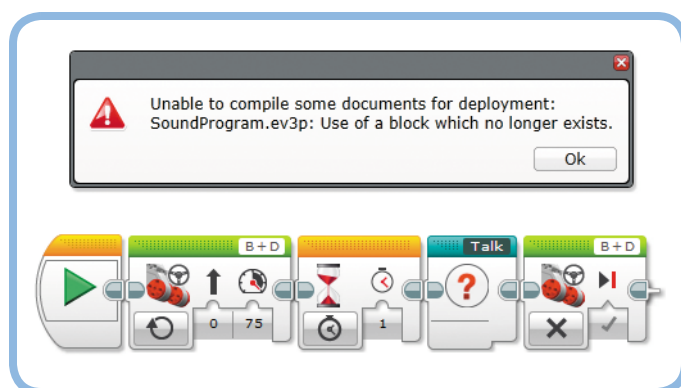 Unable to compile some documents for deployment:
SoundProgram.ev3p: Use of a block which no longer exists.
Ok
B + D Talk B + D
0 75 1